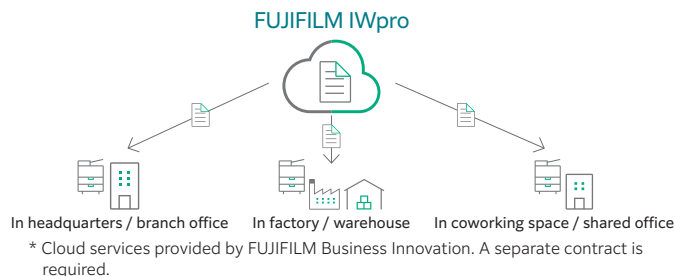 FUJIFILM IWpro
In headquarters / branch office
In factory / warehouse
In coworking space / shared office
* Cloud services provided by FUJIFILM Business Innovation. A separate contract is
required.